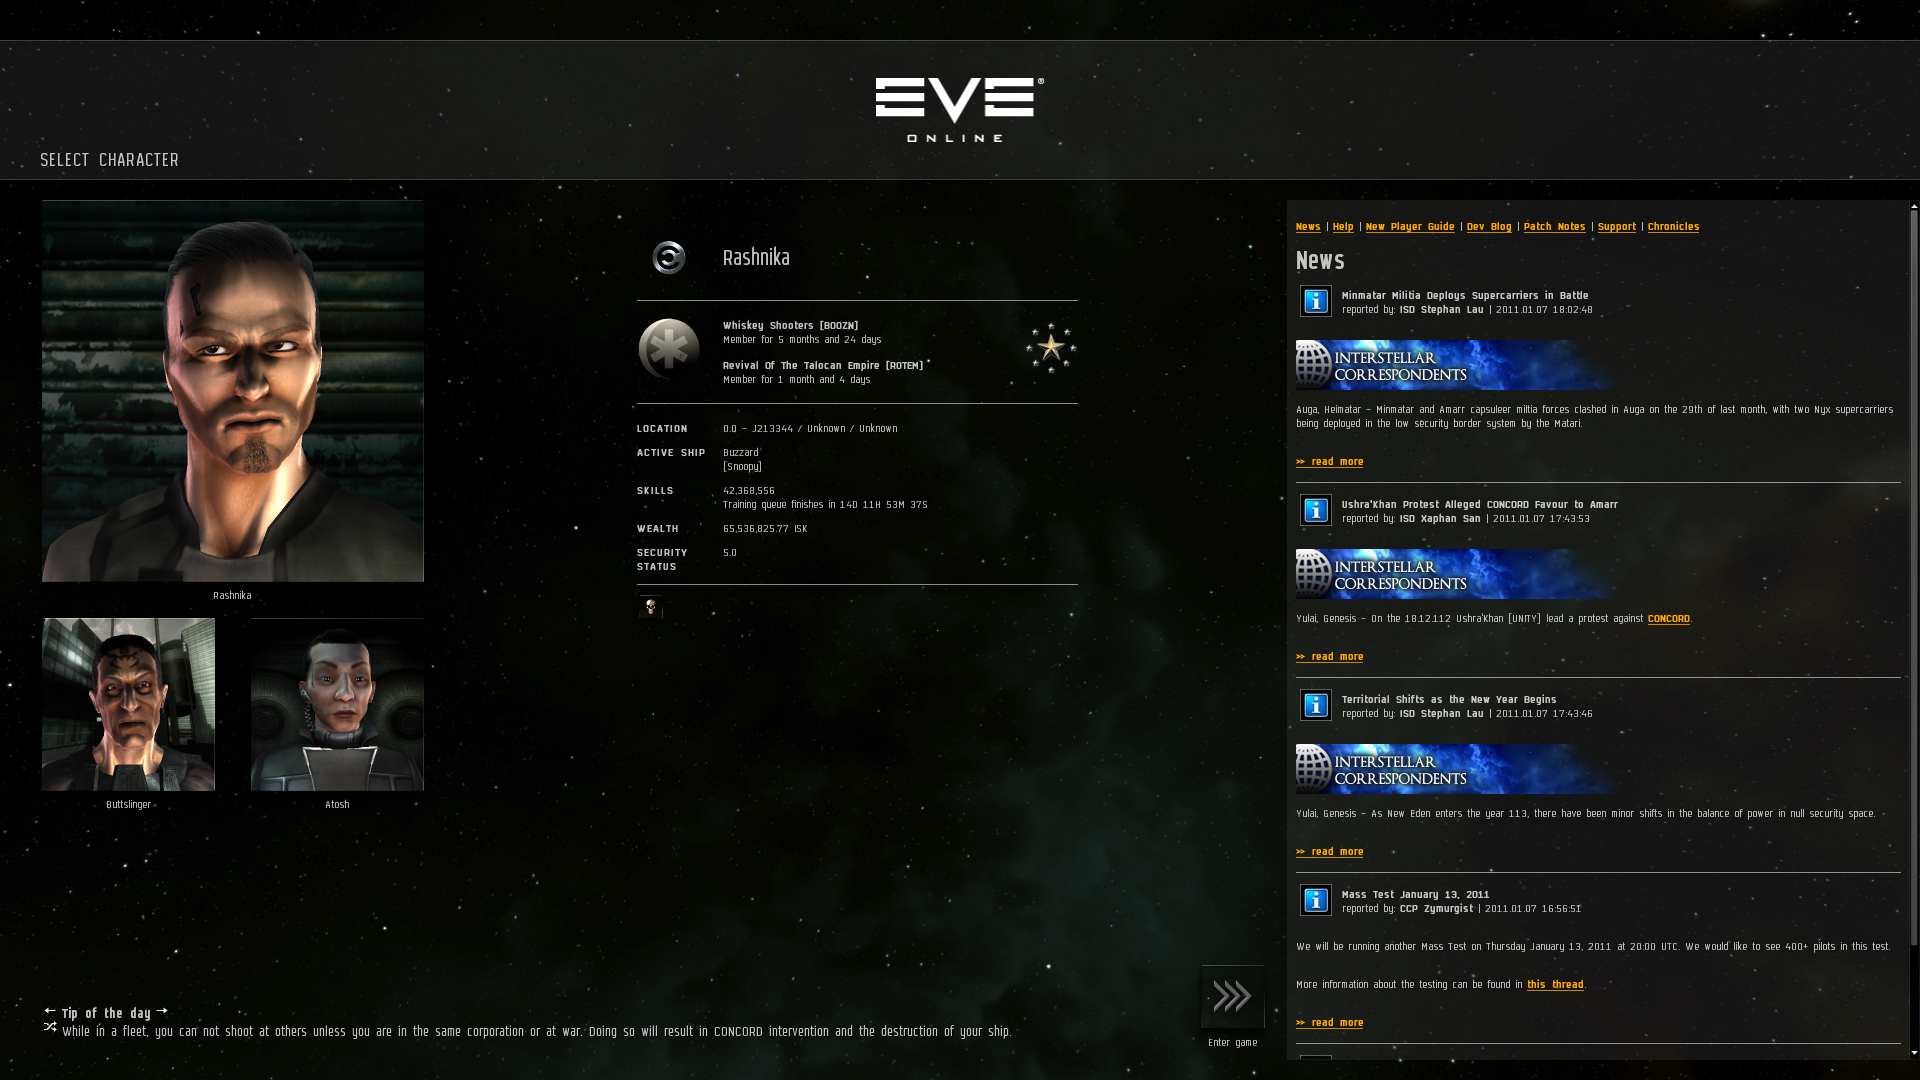 EVE®
ONLINE
SELECT CHARACTER
Rashnika
Buttslinger
Atosh
Rashnika
Whiskey Shooters [BOOZN]
Member for 5 months and 24 days
Revival Of The Talocan Empire [ROTEM] *
Member for 1 month and 4 days
LOCATION 0.0 - J213344 / Unknown / Unknown
ACTIVE SHIP Buzzard
[Snoopy]
SKILLS 42,368,556
Training queue finishes in 14D 11H 53M 37S
WEALTH 65,536,825.77 ISK
SECURITY 5.0
STATUS
News | Help | New Player Guide | Dev Blog | Patch Notes | Support | Chronicles
News
Minmatar Militia Deploys Supercarriers in Battle
reported by: ISD Stephan Lau | 2011.01.07 18:02:48
INTERSTELLAR
CORRESPONDENTS
Auga, Heimatar - Minmatar and Amarr capsuleer miltia forces clashed in Auga on the 29th of last month, with two Nyx supercarriers
being deployed in the low security border system by the Matari.
>> read more
Ushra'Khan Protest Alleged CONCORD Favour to Amarr
reported by: ISD Xaphan San | 2011.01.07 17:43:53
INTERSTELLAR
CORRESPONDENTS
Yulai, Genesis - On the 18.12.112 Ushra'Khan [UNITY] lead a protest against CONCORD.
>> read more
Territorial Shifts as the New Year Begins
reported by: ISD Stephan Lau | 2011.01.07 17:43:46
INTERSTELLAR
CORRESPONDENTS
Yulai, Genesis - As New Eden enters the year 113, there have been minor shifts in the balance of power in null security space.
>> read more
Mass Test January 13, 2011
reported by: CCP Zymurgist | 2011.01.07 16:56:51
We will be running another Mass Test on Thursday January 13, 2011 at 20:00 UTC. We would like to see 400+ pilots in this test.
More information about the testing can be found in this thread.
>> read more
Tip of the day
While in a fleet, you can not shoot at others unless you are in the same corporation or at war. Doing so will result in CONCORD intervention and the destruction of your ship.
Enter game